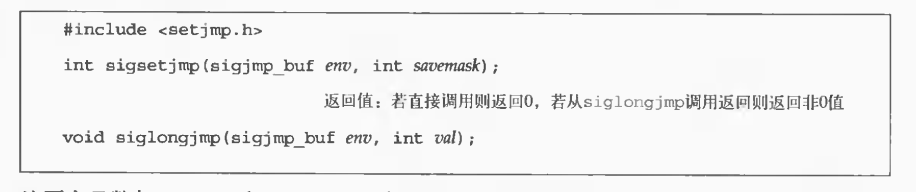 #include <setjmp.h>
int sigsetjmp(sigjmp_buf env, int savemask);
返回值：若直接调用则返回0，若从siglongjmp调用返回则返回非0值
void siglongjmp(sigjmp_buf env, int val);